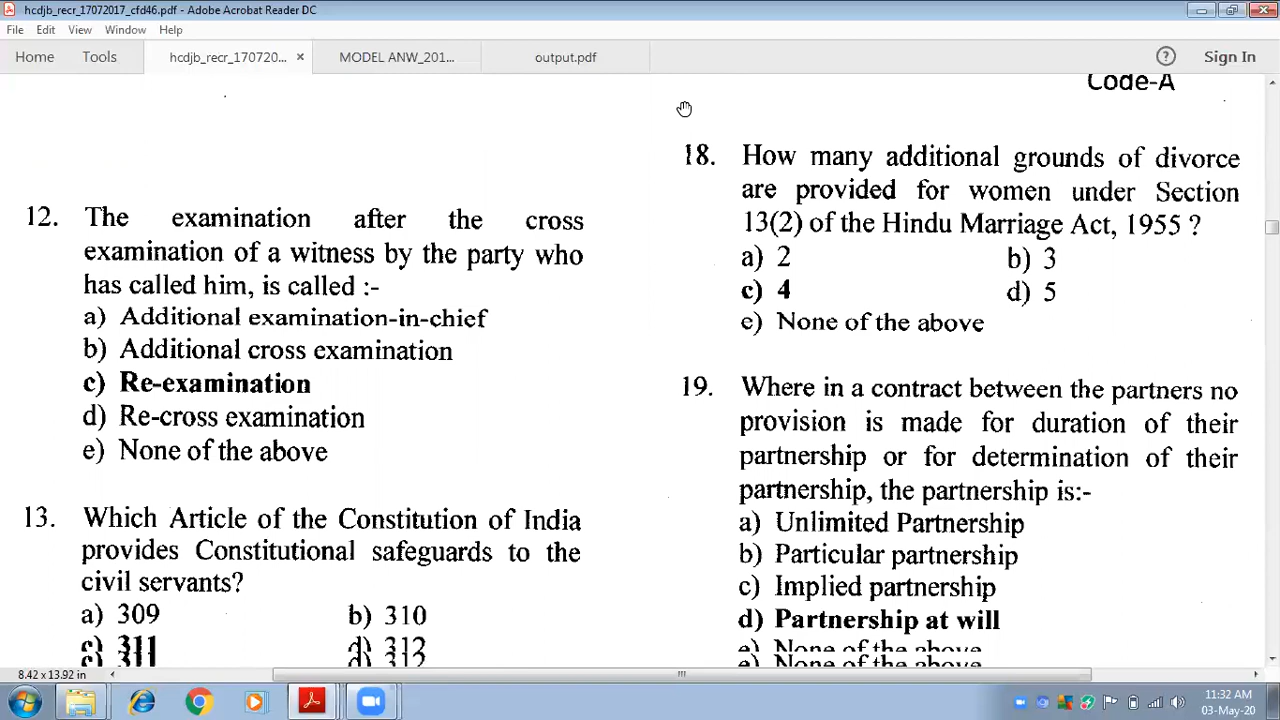 hcdjb_recr_17072017_cfd46.pdf - Adobe Acrobat Reader DC
File Edit View Window Help
Home Tools hcdjb_recr_170720... × MODEL ANW_201... output.pdf ? Sign In
Code-A
12. The examination after the cross
examination of a witness by the party who
has called him, is called :-
a) Additional examination-in-chief
b) Additional cross examination
c) Re-examination
d) Re-cross examination
e) None of the above
13. Which Article of the Constitution of India
provides Constitutional safeguards to the
civil servants?
a) 309 b) 310
c) 311 d) 312
18. How many additional grounds of divorce
are provided for women under Section
13(2) of the Hindu Marriage Act, 1955 ?
a) 2 b) 3
c) 4 d) 5
e) None of the above
19. Where in a contract between the partners no
provision is made for duration of their
partnership or for determination of their
partnership, the partnership is:-
a) Unlimited Partnership
b) Particular partnership
c) Implied partnership
d) Partnership at will
e) None of the above
8.42 x 13.92 in
11:32 AM
03-May-20